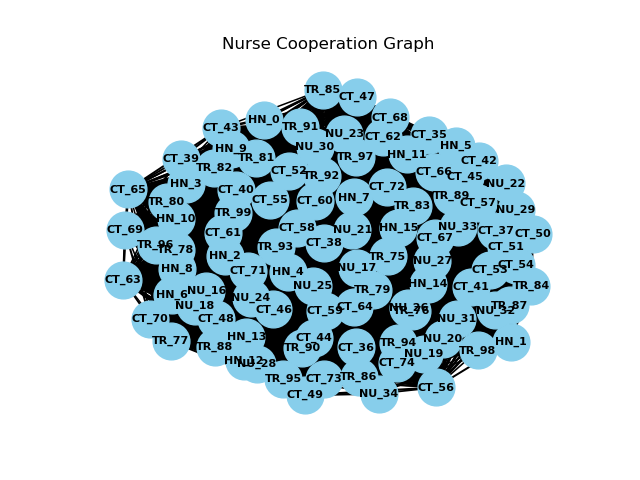 Nurse Cooperation Graph
TR_85
CT_47
CT_68
HN_0
TR_91
CT_43
NU_23
CT_62
CT_35
HN_5
NU_30
HN_9
TR_81
TR_97
HN_11
CT_42
CT_39
TR_82
CT_52
TR_92
CT_66
CT_45
NU_22
HN_3
CT_65
CT_40
CT_72
TR_80
CT_55
CT_60
HN_7
TR_83
TR_89
CT_57
NU_29
TR_99
HN_10
CT_69
CT_61
CT_58
NU_21
HN_15
NU_33
CT_37
CT_50
CT_67
TR_96
TR_78
TR_93
CT_38
CT_51
HN_2
TR_75
NU_27
CT_54
HN_8
CT_71
HN_4
NU_17
CT_53
CT_63
NU_25
HN_14
CT_41
TR_84
HN_6
NU_16
TR_79
NU_24
NU_18
CT_46
CT_59
CT_64
NU_26
TR_76
TR_87
NU_32
CT_70
CT_48
NU_31
HN_13
CT_44
TR_77
TR_88
TR_90
CT_36
TR_94
NU_20
HN_1
NU_19
TR_98
HN_12
NU_28
CT_74
TR_95
CT_73
TR_86
CT_49
NU_34
CT_56